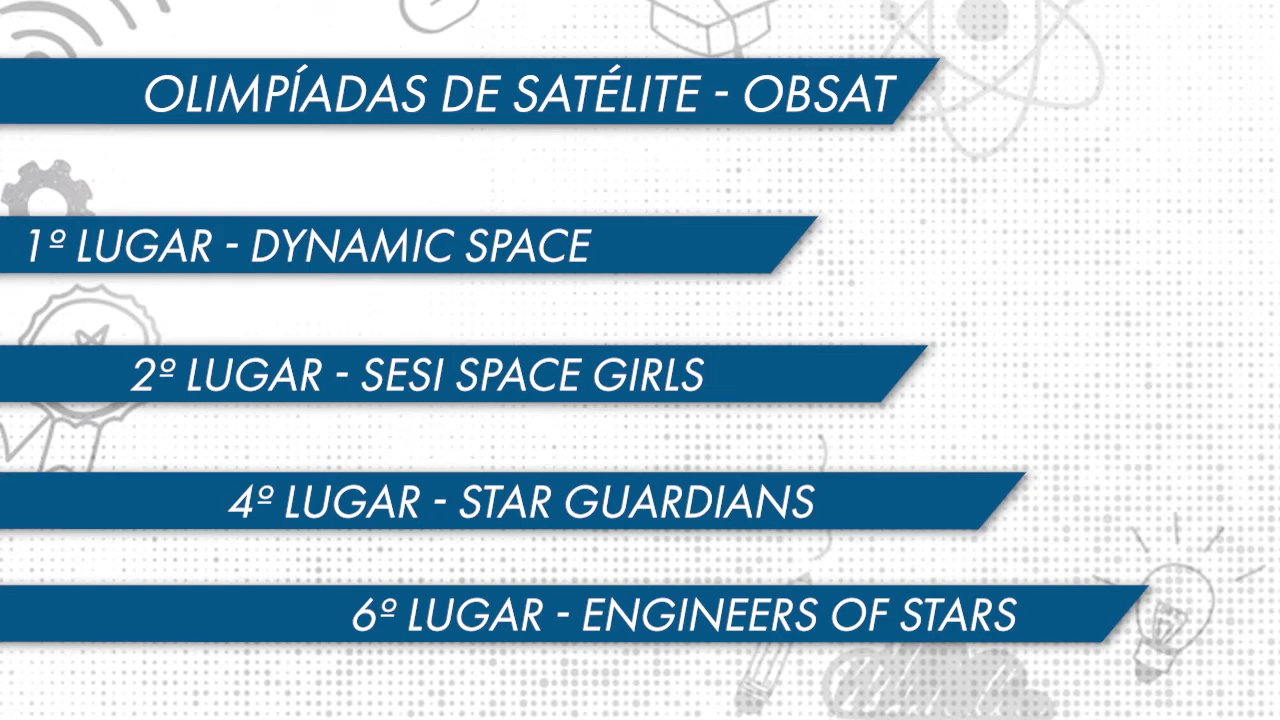 OLIMPÍADAS DE SATÉLITE - OBSAT
1º LUGAR - DYNAMIC SPACE
2º LUGAR - SESI SPACE GIRLS
4º LUGAR - STAR GUARDIANS
6º LUGAR - ENGINEERS OF STARS